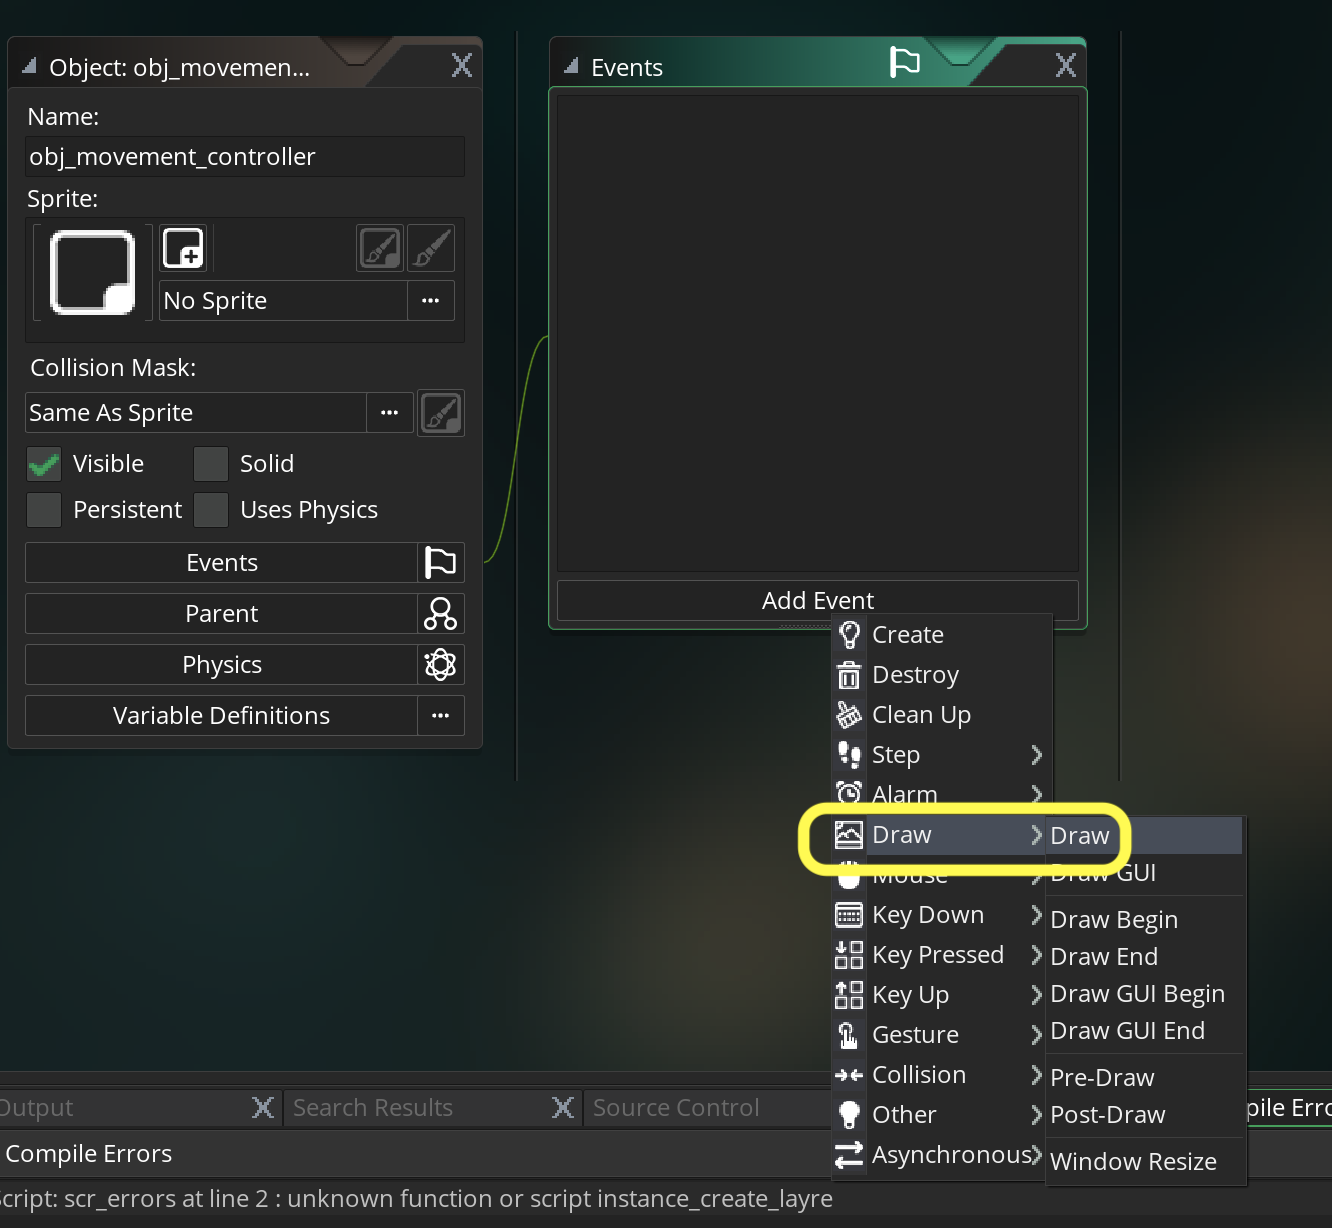 Object: obj_movemen...
Name:
obj_movement_controller
Sprite:
No Sprite
...
Collision Mask:
Same As Sprite
...
Visible
Solid
Persistent
Uses Physics
Events
Parent
Physics
Variable Definitions
...
Events
Add Event
Create
Destroy
Clean Up
Step
Alarm
Draw
Mouse
Key Down
Key Pressed
Key Up
Gesture
Collision
Other
Asynchronous
Draw
Draw GUI
Draw Begin
Draw End
Draw GUI Begin
Draw GUI End
Pre-Draw
Post-Draw
Window Resize
Output
Search Results
Source Control
pile Erro
Compile Errors
Script: scr_errors at line 2 : unknown function or script instance_create_layre